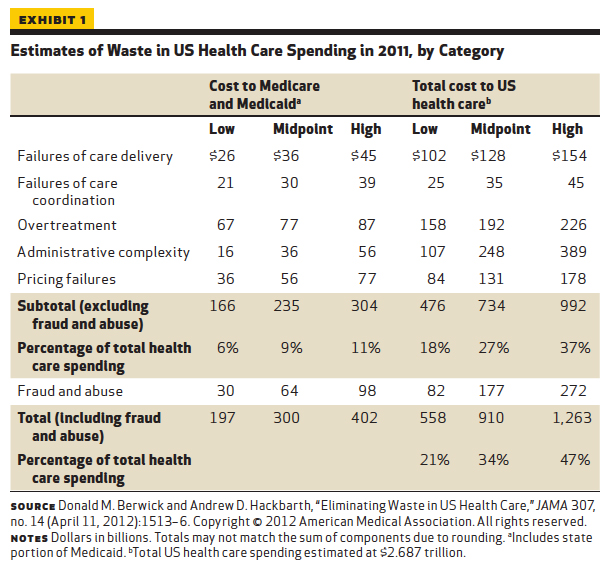 EXHIBIT 1
Estimates of Waste in US Health Care Spending in 2011, by Category
Cost to Medicare and Medicaidᵃ Total cost to US health careᵇ
Low Midpoint High Low Midpoint High
Failures of care delivery $26 $36 $45 $102 $128 $154
Failures of care coordination 21 30 39 25 35 45
Overtreatment 67 77 87 158 192 226
Administrative complexity 16 36 56 107 248 389
Pricing failures 36 56 77 84 131 178
Subtotal (excluding fraud and abuse) 166 235 304 476 734 992
Percentage of total health care spending 6% 9% 11% 18% 27% 37%
Fraud and abuse 30 64 98 82 177 272
Total (including fraud and abuse) 197 300 402 558 910 1,263
Percentage of total health care spending 21% 34% 47%
SOURCE Donald M. Berwick and Andrew D. Hackbarth, “Eliminating Waste in US Health Care,” JAMA 307,
no. 14 (April 11, 2012):1513–6. Copyright © 2012 American Medical Association. All rights reserved.
NOTES Dollars in billions. Totals may not match the sum of components due to rounding. ᵃIncludes state
portion of Medicaid. ᵇTotal US health care spending estimated at $2.687 trillion.